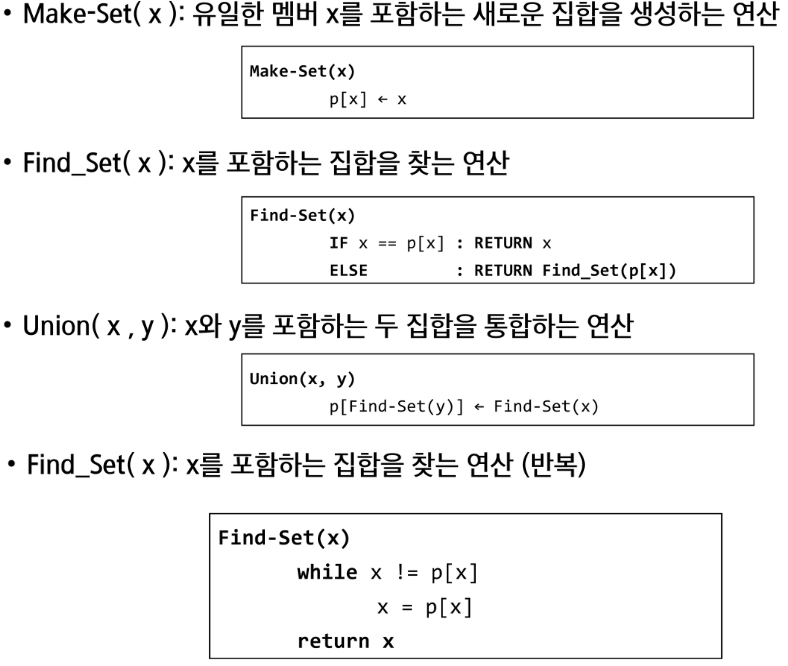 • Make-Set( x ): 유일한 멤버 x를 포함하는 새로운 집합을 생성하는 연산
Make-Set(x)
p[x] ← x
• Find_Set( x ): x를 포함하는 집합을 찾는 연산
Find-Set(x)
IF x == p[x] : RETURN x
ELSE : RETURN Find_Set(p[x])
• Union( x , y ): x와 y를 포함하는 두 집합을 통합하는 연산
Union(x, y)
p[Find-Set(y)] ← Find-Set(x)
• Find_Set( x ): x를 포함하는 집합을 찾는 연산 (반복)
Find-Set(x)
while x != p[x]
x = p[x]
return x